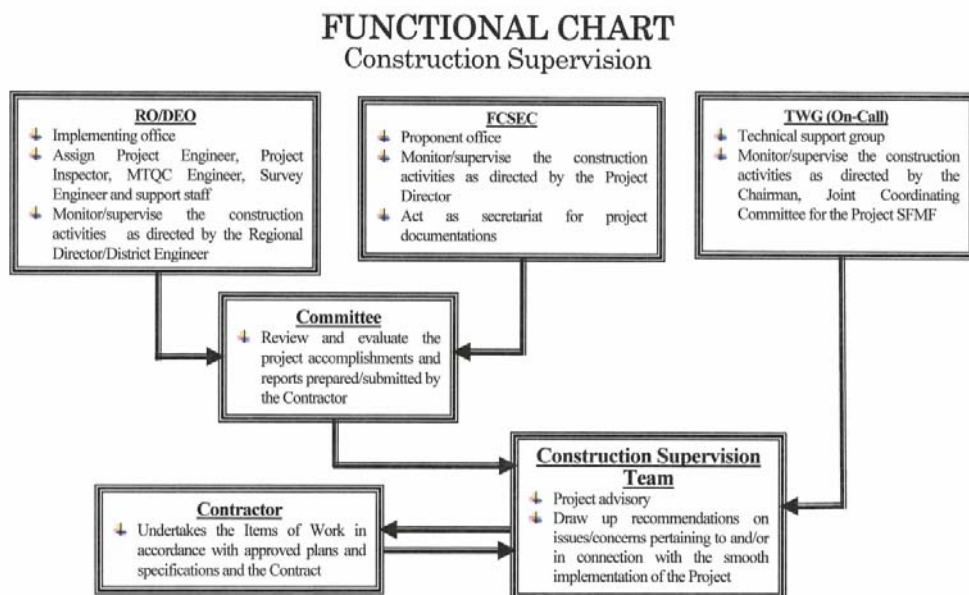 FUNCTIONAL CHART
Construction Supervision
RO/DEO
Implementing office
Assign Project Engineer, Project
Inspector, MTQC Engineer, Survey
Engineer and support staff
Monitor/supervise the construction
activities as directed by the Regional
Director/District Engineer
FCSEC
Proponent office
Monitor/supervise the construction
activities as directed by the Project
Director
Act as secretariat for project
documentations
TWG (On-Call)
Technical support group
Monitor/supervise the construction
activities as directed by the
Chairman, Joint Coordinating
Committee for the Project SFMF
Committee
Review and evaluate the
project accomplishments and
reports prepared/submitted by
the Contractor
Construction Supervision
Team
Project advisory
Draw up recommendations on
issues/concerns pertaining to and/or
in connection with the smooth
implementation of the Project
Contractor
Undertakes the Items of Work in
accordance with approved plans and
specifications and the Contract